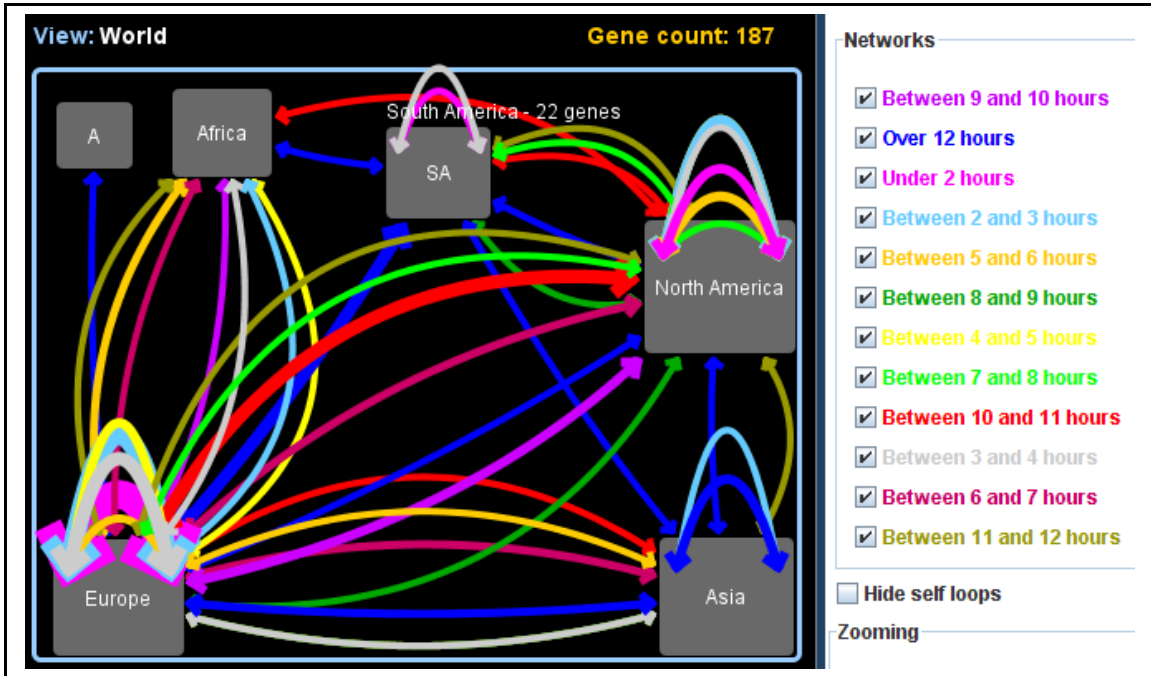 View: World
Gene count: 187
A
Africa
South America - 22 genes
SA
North America
Europe
Asia
Networks
Between 9 and 10 hours
Over 12 hours
Under 2 hours
Between 2 and 3 hours
Between 5 and 6 hours
Between 8 and 9 hours
Between 4 and 5 hours
Between 7 and 8 hours
Between 10 and 11 hours
Between 3 and 4 hours
Between 6 and 7 hours
Between 11 and 12 hours
Hide self loops
Zooming